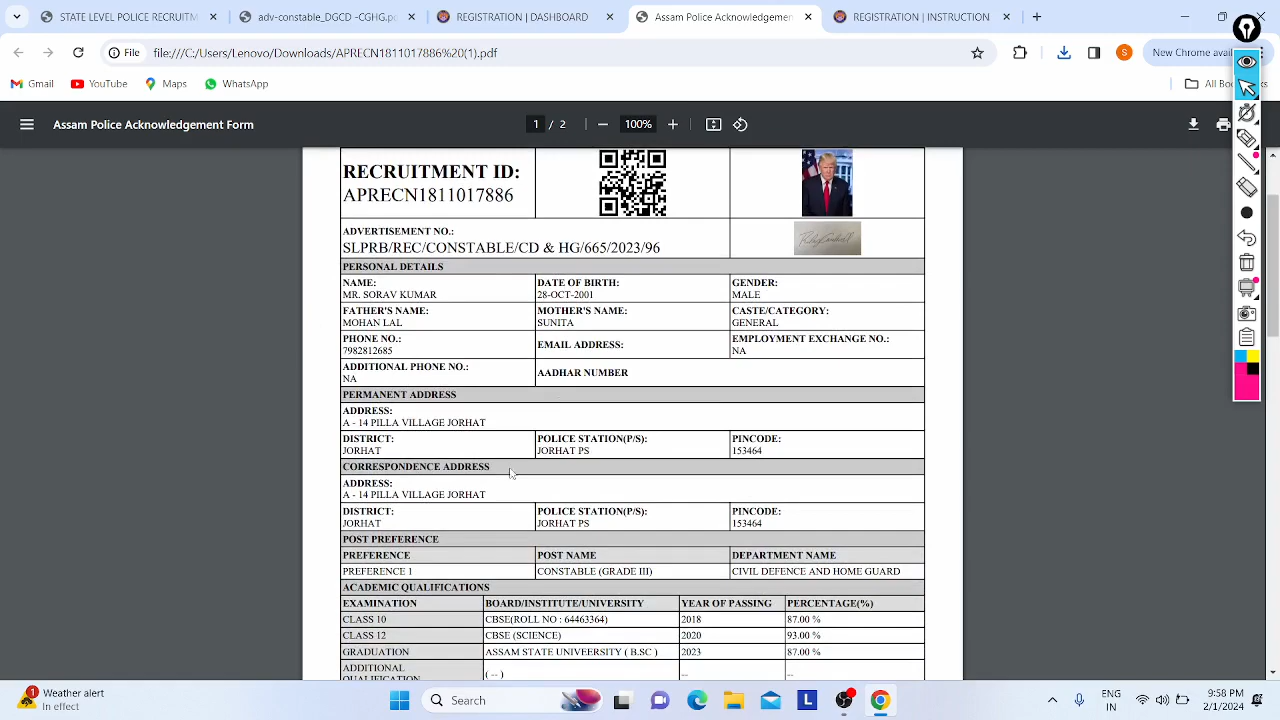 STATE LEVEL POLICE RECRUITM
adv-constable_DGCD -CGHG.pdf
REGISTRATION | DASHBOARD
Assam Police Acknowledgemen
REGISTRATION | INSTRUCTION
File
file:///C:/Users/Lenovo/Downloads/APRECN1811017886%20(1).pdf
S
New Chrome avail
Gmail
YouTube
Maps
WhatsApp
All Bookmarks
Assam Police Acknowledgement Form
1 / 2
100%
RECRUITMENT ID:
APRECN1811017886
ADVERTISEMENT NO.:
SLPRB/REC/CONSTABLE/CD & HG/665/2023/96
PERSONAL DETAILS
NAME: DATE OF BIRTH: GENDER:
MR. SORAV KUMAR 28-OCT-2001 MALE
FATHER'S NAME: MOTHER'S NAME: CASTE/CATEGORY:
MOHAN LAL SUNITA GENERAL
PHONE NO.: EMAIL ADDRESS: EMPLOYMENT EXCHANGE NO.:
7982812685 NA
ADDITIONAL PHONE NO.: AADHAR NUMBER
NA
PERMANENT ADDRESS
ADDRESS:
A - 14 PILLA VILLAGE JORHAT
DISTRICT: POLICE STATION(P/S): PINCODE:
JORHAT JORHAT PS 153464
CORRESPONDENCE ADDRESS
ADDRESS:
A - 14 PILLA VILLAGE JORHAT
DISTRICT: POLICE STATION(P/S): PINCODE:
JORHAT JORHAT PS 153464
POST PREFERENCE
PREFERENCE POST NAME DEPARTMENT NAME
PREFERENCE 1 CONSTABLE (GRADE III) CIVIL DEFENCE AND HOME GUARD
ACADEMIC QUALIFICATIONS
EXAMINATION BOARD/INSTITUTE/UNIVERSITY YEAR OF PASSING PERCENTAGE(%)
CLASS 10 CBSE(ROLL NO : 64463364) 2018 87.00 %
CLASS 12 CBSE (SCIENCE) 2020 93.00 %
GRADUATION ASSAM STATE UNIVEERSITY ( B.SC ) 2023 87.00 %
ADDITIONAL ( -- ) -- --
QUALIFICATION
1
Weather alert
In effect
Search
L
ENG
IN
9:58 PM
2/1/2024